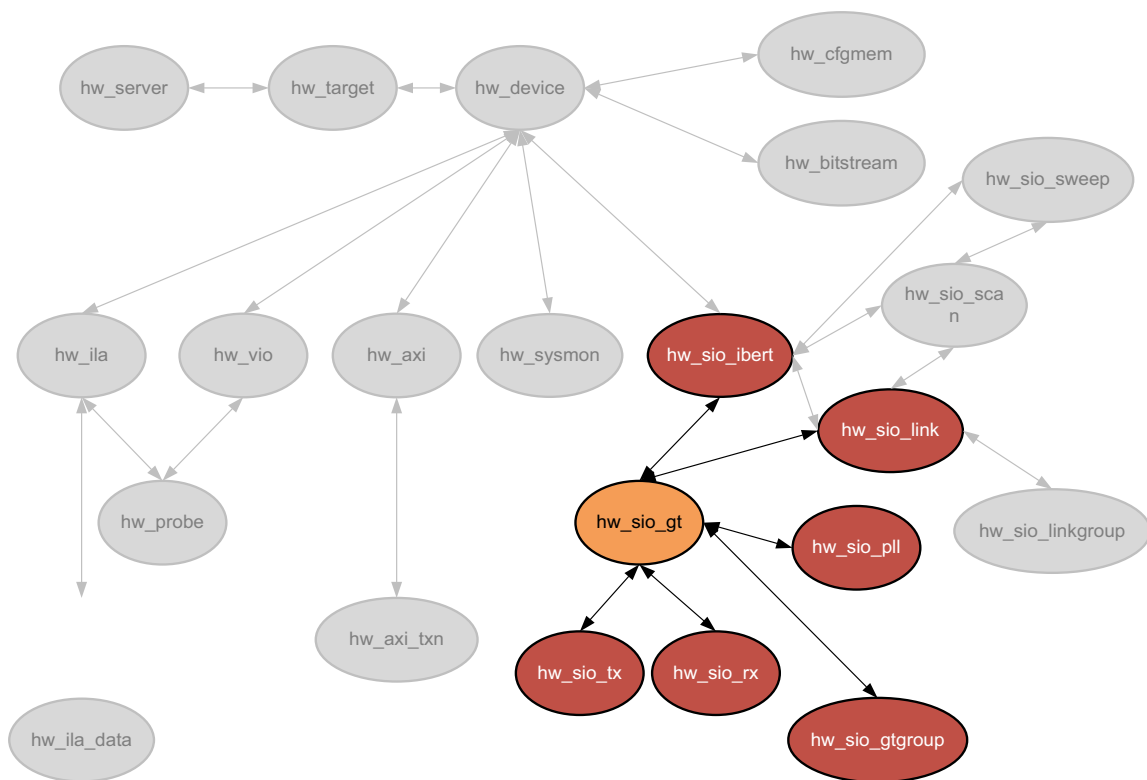 hw_cfgmem
hw_server
hw_target
hw_device
hw_bitstream
hw_sio_sweep
hw_sio_sca
n
hw_ila
hw_vio
hw_axi
hw_sysmon
hw_sio_ibert
hw_sio_link
hw_probe
hw_sio_gt
hw_sio_linkgroup
hw_sio_pll
hw_axi_txn
hw_sio_tx
hw_sio_rx
hw_ila_data
hw_sio_gtgroup